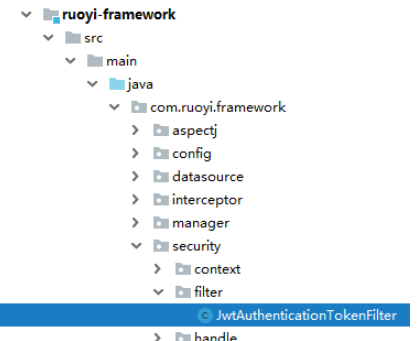 ruoyi-framework
src
main
java
com.ruoyi.framework
aspectj
config
datasource
interceptor
manager
security
context
filter
JwtAuthenticationTokenFilter
handle